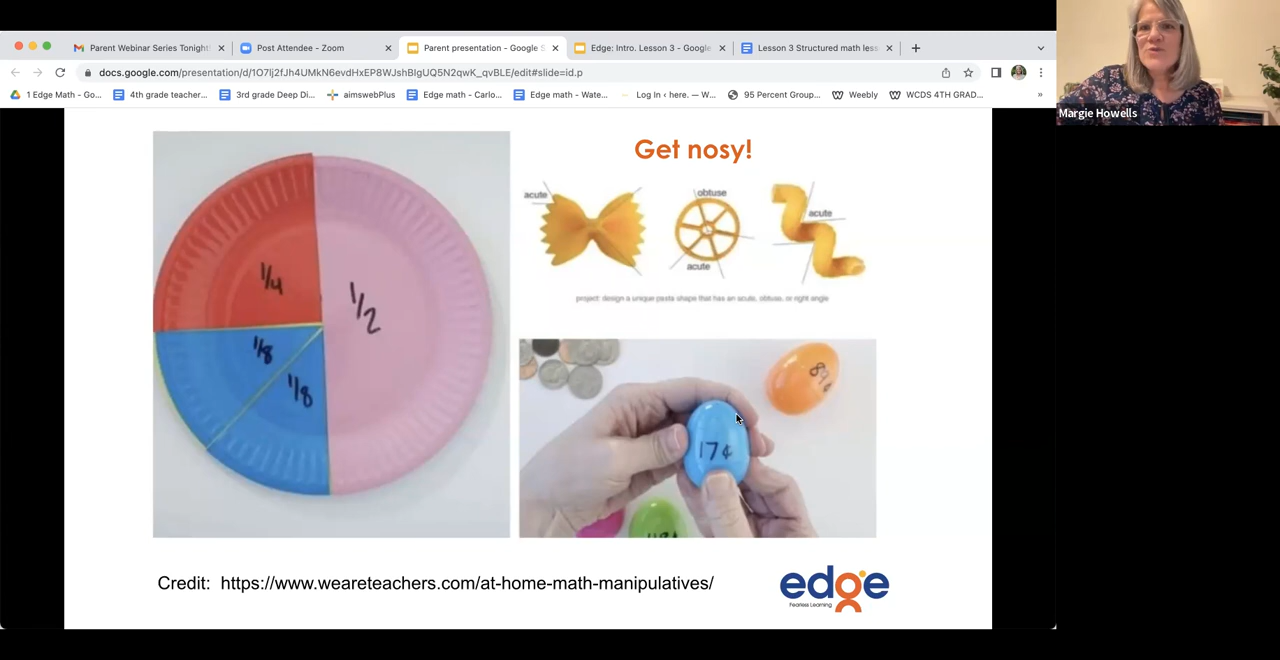 Parent Webinar Series Tonight
Post Attendee - Zoom
Parent presentation - Google S
Edge: Intro. Lesson 3 - Google
Lesson 3 Structured math less
docs.google.com/presentation/d/1O7Ij2fJh4UMkN6evdHxEP8WJshBIgUQ5N2qwK_qvBLE/edit#slide=id.p
1 Edge Math - Go...
4th grade teacher...
3rd grade Deep Di...
aimswebPlus
Edge math - Carlo...
Edge math - Wate...
Log In ‹ here. — W...
95 Percent Group...
Weebly
WCDS 4TH GRAD...
»
Margie Howells
Get nosy!
acute
obtuse
acute
acute
project: design a unique pasta shape that has an acute, obtuse, or right angle
1/4
1/2
1/8
1/8
89¢
17¢
Credit: https://www.weareteachers.com/at-home-math-manipulatives/
edge
Fearless Learning